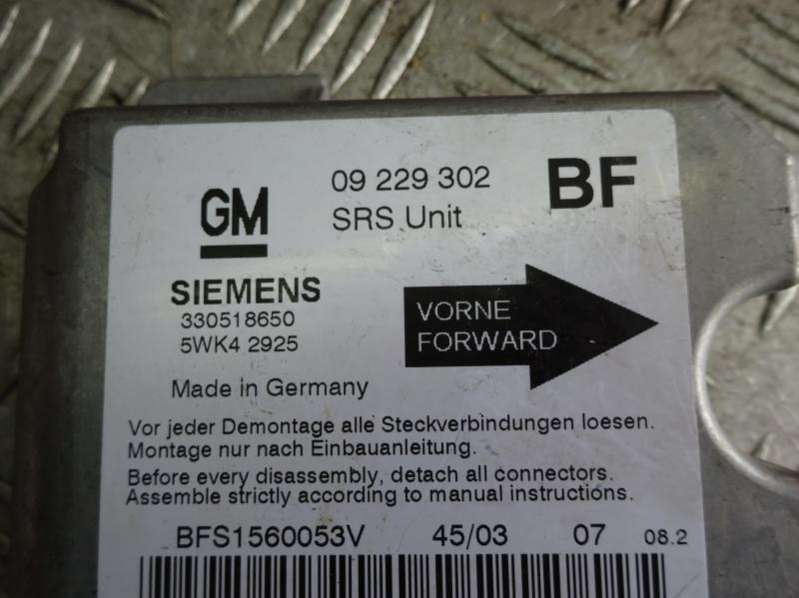 GM
09 229 302
BF
SRS Unit
SIEMENS
330518650
5WK4 2925
VORNE
FORWARD
Made in Germany
Vor jeder Demontage alle Steckverbindungen loesen.
Montage nur nach Einbauanleitung.
Before every disassembly, detach all connectors.
Assemble strictly according to manual instructions.
BFS1560053V 45/03 07 08.2